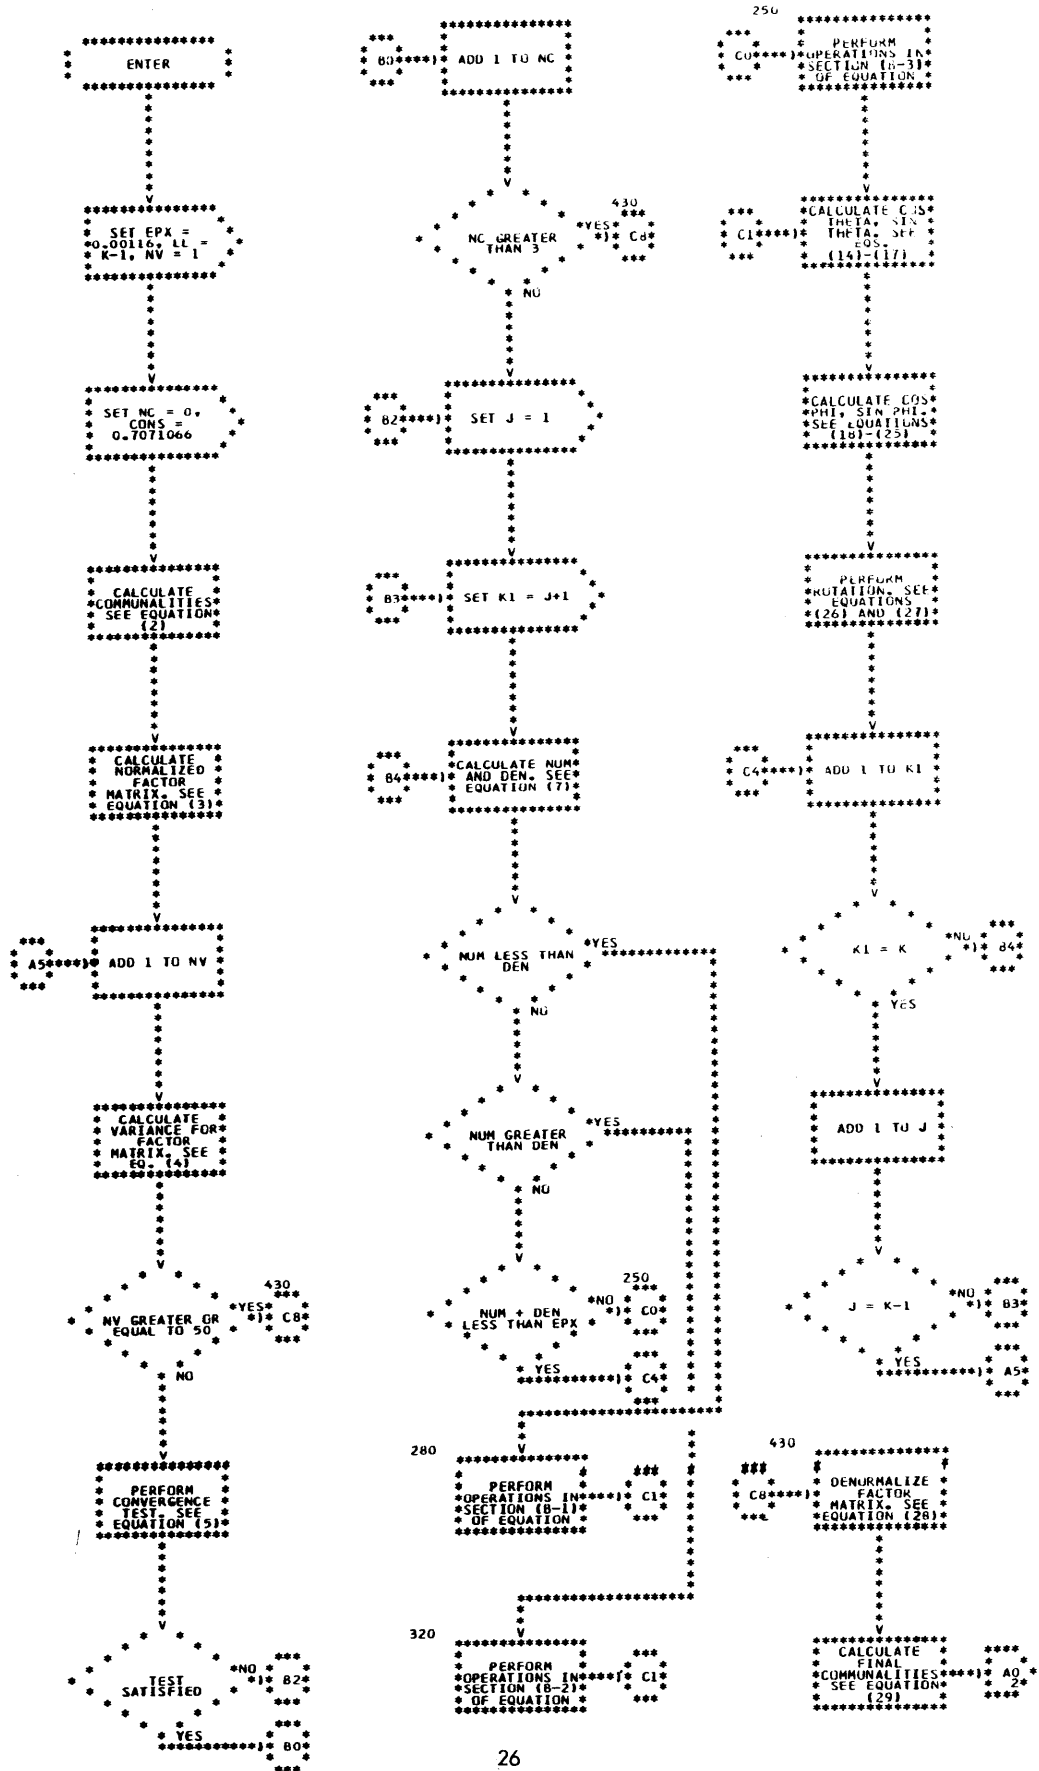 ENTER
SET EPX =
0.00116, LL =
K-1, NV = 1
SET NC = 0,
CONS =
0.7071066
CALCULATE
COMMUNALITIES
SEE EQUATION
(2)
CALCULATE
NORMALIZED
FACTOR
MATRIX. SEE
EQUATION (3)
A5
ADD 1 TO NV
CALCULATE
VARIANCE FOR
FACTOR
MATRIX. SEE
EQ. (4)
NV GREATER OR
EQUAL TO 50
YES
430
C8
NO
PERFORM
CONVERGENCE
TEST. SEE
EQUATION (5)
TEST
SATISFIED
NO
B2
YES
B0
B0
ADD 1 TO NC
NC GREATER
THAN 3
YES
430
C8
NO
B2
SET J = 1
B3
SET K1 = J+1
B4
CALCULATE NUM
AND DEN. SEE
EQUATION (7)
NUM LESS THAN
DEN
YES
NO
NUM GREATER
THAN DEN
YES
NO
NUM + DEN
LESS THAN EPX
NO
250
C0
YES
C4
280
PERFORM
OPERATIONS IN
SECTION (B-1)
OF EQUATION
C1
320
PERFORM
OPERATIONS IN
SECTION (B-2)
OF EQUATION
C1
250
C0
PERFORM
OPERATIONS IN
SECTION (B-3)
OF EQUATION
C1
CALCULATE COS
THETA, SIN
THETA. SEE
EQS.
(14)-(17)
CALCULATE COS
PHI, SIN PHI.
SEE EQUATIONS
(18)-(25)
PERFORM
ROTATION. SEE
EQUATIONS
(26) AND (27)
C4
ADD 1 TO K1
K1 = K
NO
B4
YES
ADD 1 TO J
J = K-1
NO
B3
YES
A5
430
C8
DENORMALIZE
FACTOR
MATRIX. SEE
EQUATION (28)
CALCULATE
FINAL
COMMUNALITIES
SEE EQUATION
(29)
A0
2
26